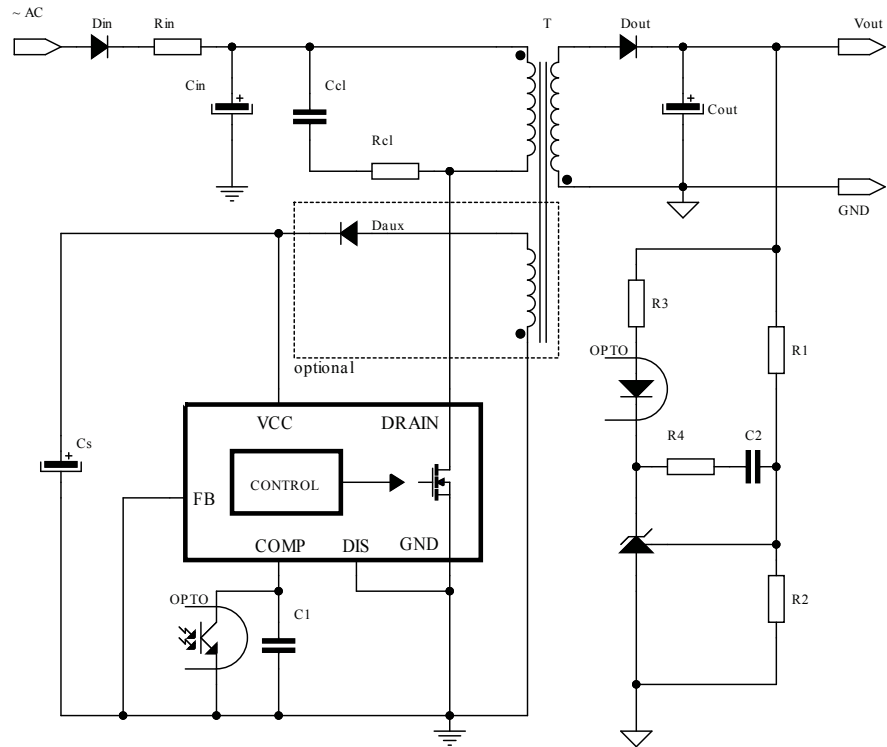 ~ AC
Din
Rin
T
Dout
Vout
Cin
Ccl
Cout
Rcl
GND
Daux
R3
OPTO
R1
optional
VCC
DRAIN
Cs
R4
C2
CONTROL
FB
COMP
DIS
GND
OPTO
C1
R2